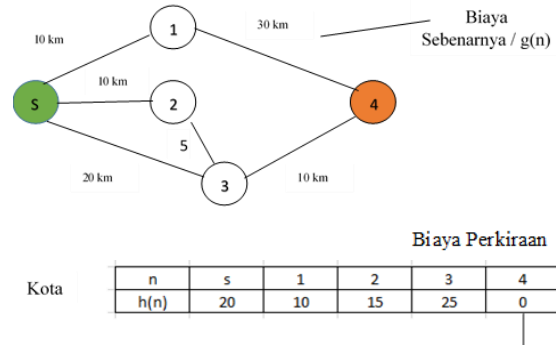 30 km
Biaya
Sebenarnya / g(n)
10 km
1
10 km
S
2
4
5
20 km
3
10 km
Biaya Perkiraan
Kota
n s 1 2 3 4
h(n) 20 10 15 25 0